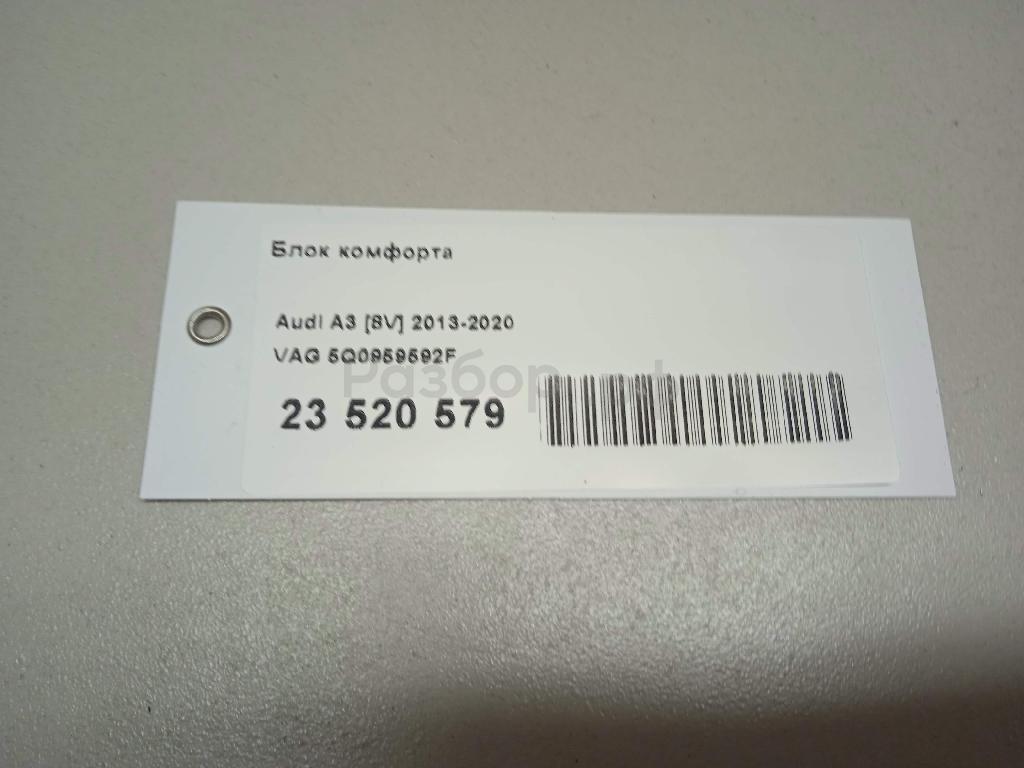 Блок комфорта
Audi A3 [8V] 2013-2020
VAG 5Q0959592F
23 520 579